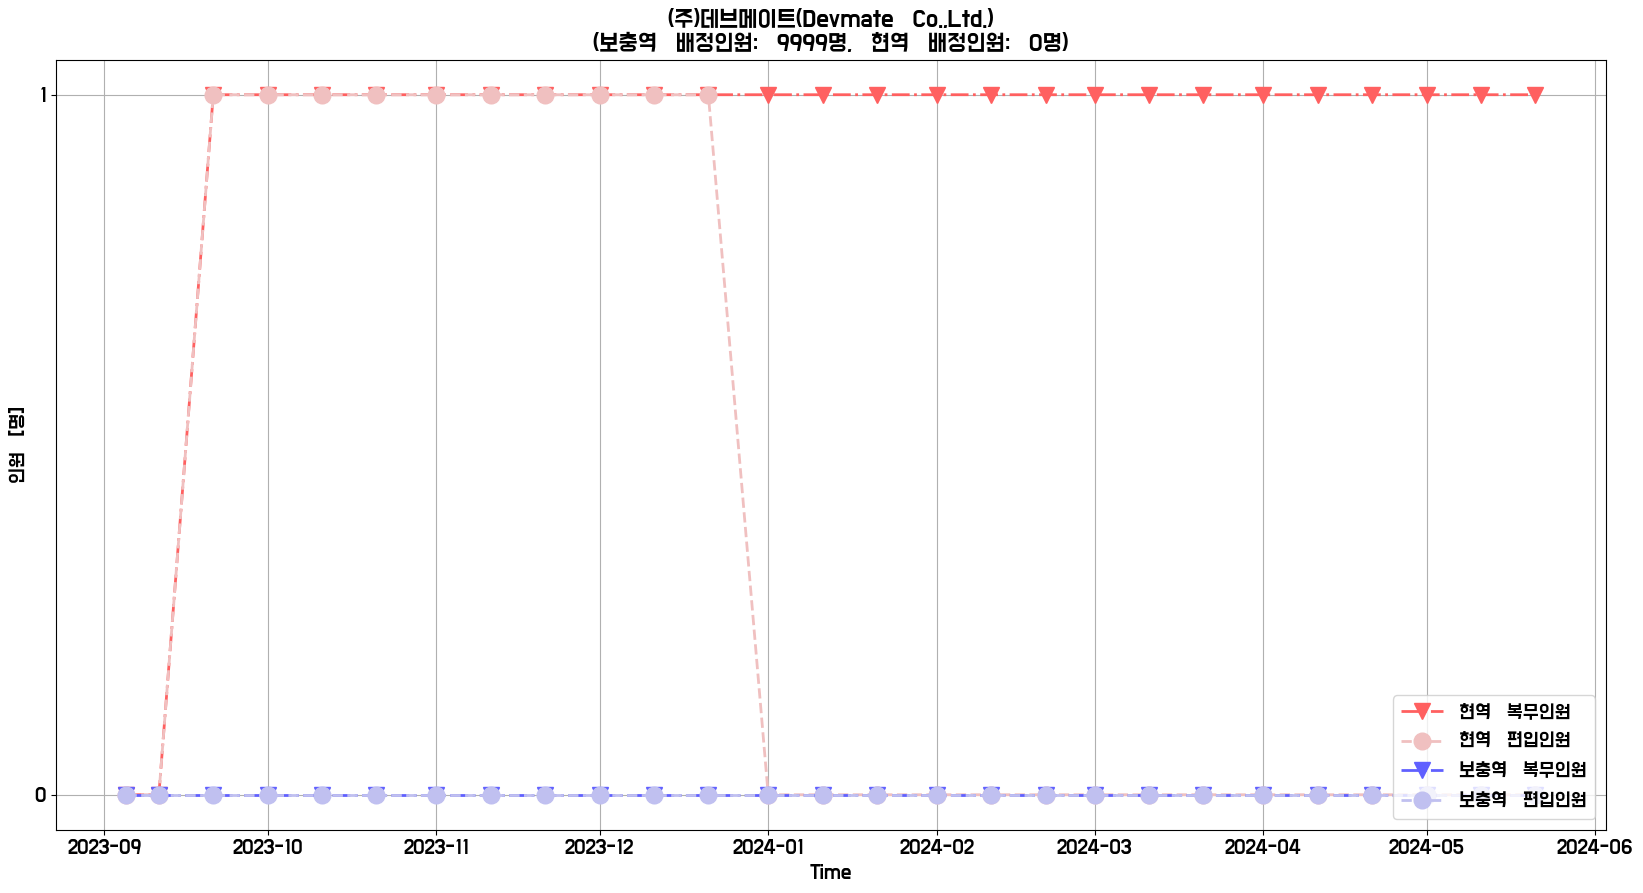 (주)데브메이트(Devmate Co.,Ltd.)
(보충역 배정인원: 9999명, 현역 배정인원: 0명)
1
0
인원 [명]
현역 복무인원
현역 편입인원
보충역 복무인원
보충역 편입인원
2023-09 2023-10 2023-11 2023-12 2024-01 2024-02 2024-03 2024-04 2024-05 2024-06
Time